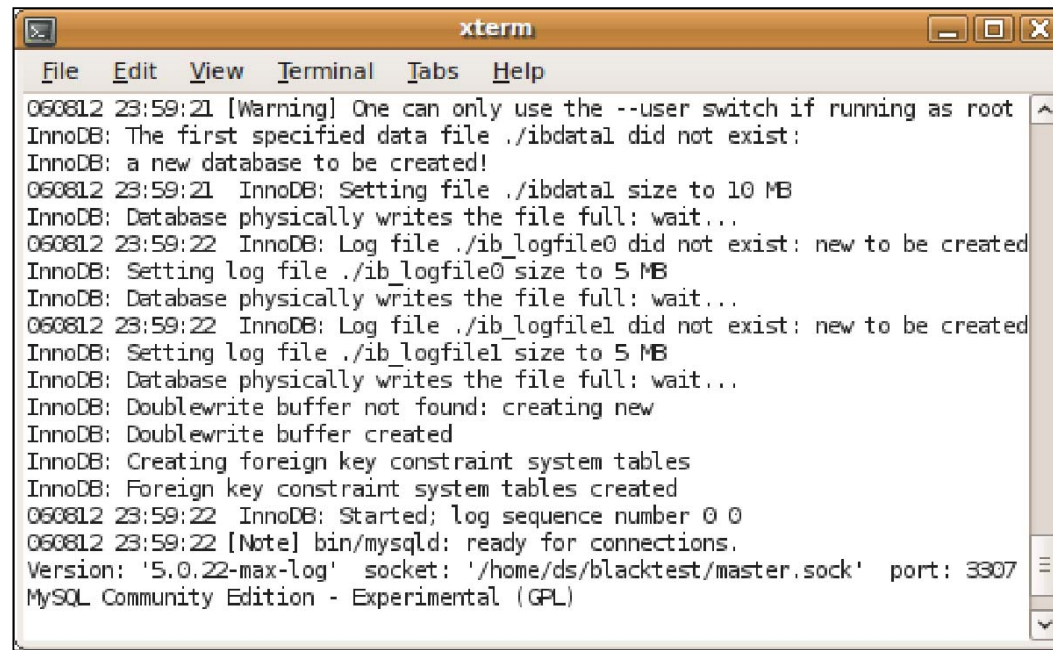 xterm
File Edit View Terminal Tabs Help
060812 23:59:21 [Warning] One can only use the --user switch if running as root
InnoDB: The first specified data file ./ibdata1 did not exist:
InnoDB: a new database to be created!
060812 23:59:21  InnoDB: Setting file ./ibdata1 size to 10 MB
InnoDB: Database physically writes the file full: wait...
060812 23:59:22  InnoDB: Log file ./ib_logfile0 did not exist: new to be created
InnoDB: Setting log file ./ib_logfile0 size to 5 MB
InnoDB: Database physically writes the file full: wait...
060812 23:59:22  InnoDB: Log file ./ib_logfile1 did not exist: new to be created
InnoDB: Setting log file ./ib_logfile1 size to 5 MB
InnoDB: Database physically writes the file full: wait...
InnoDB: Doublewrite buffer not found: creating new
InnoDB: Doublewrite buffer created
InnoDB: Creating foreign key constraint system tables
InnoDB: Foreign key constraint system tables created
060812 23:59:22  InnoDB: Started; log sequence number 0 0
060812 23:59:22 [Note] bin/mysqld: ready for connections.
Version: '5.0.22-max-log'  socket: '/home/ds/blacktest/master.sock'  port: 3307
MySQL Community Edition - Experimental (GPL)